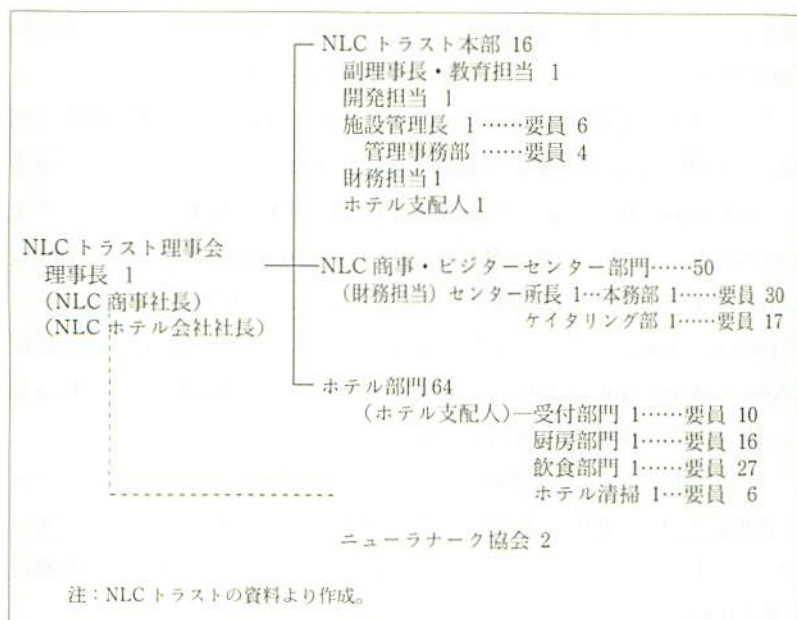 NLC トラスト本部 16
副理事長・教育担当 1
開発担当 1
施設管理長 1 ……要員 6
管理事務部 ……要員 4
財務担当 1
ホテル支配人 1
NLC トラスト理事会
理事長 1
(NLC 商事社長)
(NLC ホテル会社社長)
NLC 商事・ビジターセンター部門……50
(財務担当) センター所長 1…本務部 1……要員 30
ケイタリング部 1……要員 17
ホテル部門 64
(ホテル支配人)―受付部門 1……要員 10
厨房部門 1……要員 16
飲食部門 1……要員 27
ホテル清掃 1…要員 6
ニューラナーク協会 2
注：NLC トラストの資料より作成。